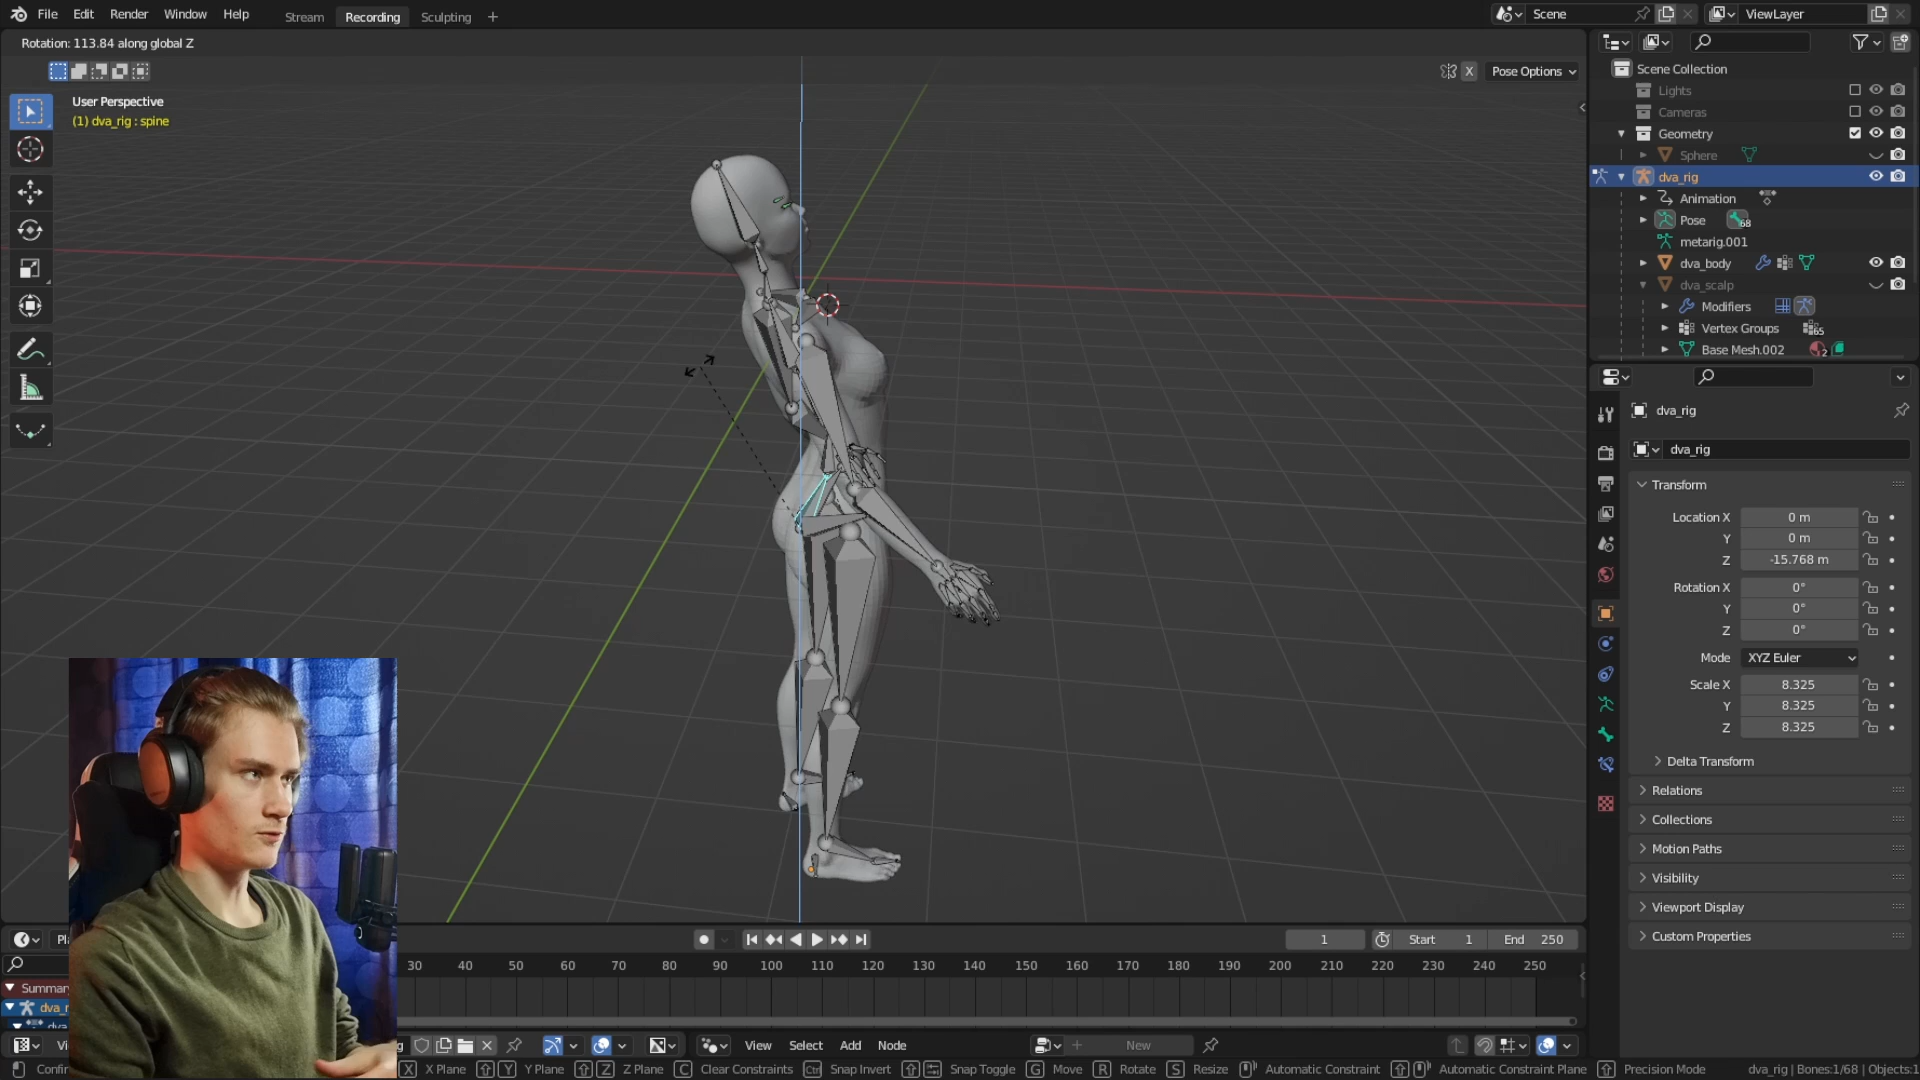 File Edit Render Window Help Stream Recording Sculpting + Scene ViewLayer
Rotation: 113.84 along global Z
X Pose Options
User Perspective
(1) dva_rig : spine
Scene Collection
Lights
Cameras
Geometry
Sphere
dva_rig
Animation
Pose 68
metarig.001
dva_body
dva_scalp
Modifiers
Vertex Groups 65
Base Mesh.002 2
dva_rig
dva_rig
Transform
Location X 0 m
Y 0 m
Z -15.768 m
Rotation X 0°
Y 0°
Z 0°
Mode XYZ Euler
Scale X 8.325
Y 8.325
Z 8.325
Delta Transform
Relations
Collections
Motion Paths
Visibility
Viewport Display
Custom Properties
1 Start 1 End 250
30 40 50 60 70 80 90 100 110 120 130 140 150 160 170 180 190 200 210 220 230 240 250
Summary
View Select Add Node New
X X Plane Y Y Plane Z Z Plane C Clear Constraints Ctrl Snap Invert Snap Toggle G Move R Rotate S Resize Automatic Constraint Automatic Constraint Plane Precision Mode dva_rig | Bones:1/68 | Objects:1